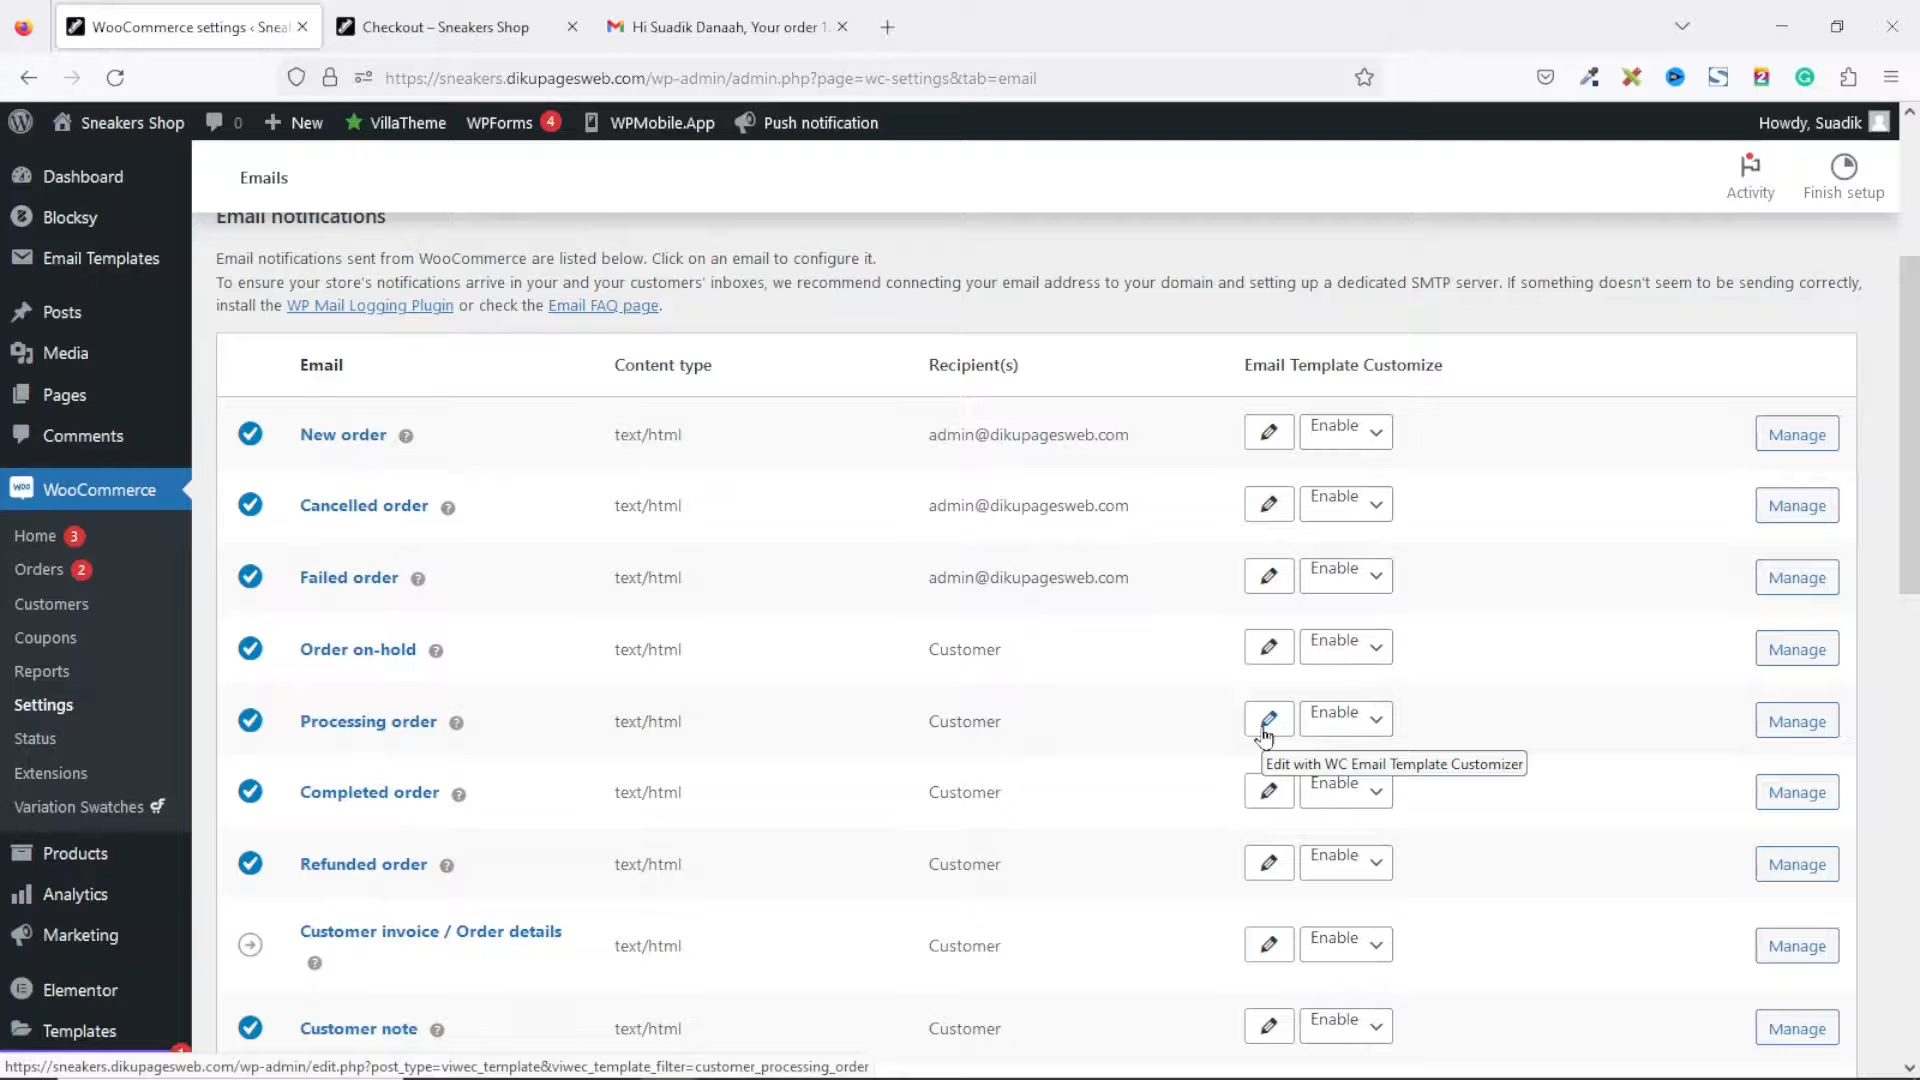 WooCommerce settings ‹ Sneal
Checkout – Sneakers Shop
Hi Suadik Danaah, Your order 1
https://sneakers.dikupagesweb.com/wp-admin/admin.php?page=wc-settings&tab=email
Sneakers Shop
0
New
VillaTheme
WPForms 4
WPMobile.App
Push notification
Howdy, Suadik
Dashboard
Blocksy
Email Templates
Posts
Media
Pages
Comments
WooCommerce
Home 3
Orders 2
Customers
Coupons
Reports
Settings
Status
Extensions
Variation Swatches
Products
Analytics
Marketing
Elementor
Templates
Emails
Activity
Finish setup
Email notifications
Email notifications sent from WooCommerce are listed below. Click on an email to configure it.
To ensure your store's notifications arrive in your and your customers' inboxes, we recommend connecting your email address to your domain and setting up a dedicated SMTP server. If something doesn't seem to be sending correctly,
install the WP Mail Logging Plugin or check the Email FAQ page.
Email Content type Recipient(s) Email Template Customize
New order text/html admin@dikupagesweb.com Enable Manage
Cancelled order text/html admin@dikupagesweb.com Enable Manage
Failed order text/html admin@dikupagesweb.com Enable Manage
Order on-hold text/html Customer Enable Manage
Processing order text/html Customer Enable Manage
Edit with WC Email Template Customizer
Completed order text/html Customer Enable Manage
Refunded order text/html Customer Enable Manage
Customer invoice / Order details text/html Customer Enable Manage
Customer note text/html Customer Enable Manage
https://sneakers.dikupagesweb.com/wp-admin/edit.php?post_type=viwec_template&viwec_template_filter=customer_processing_order